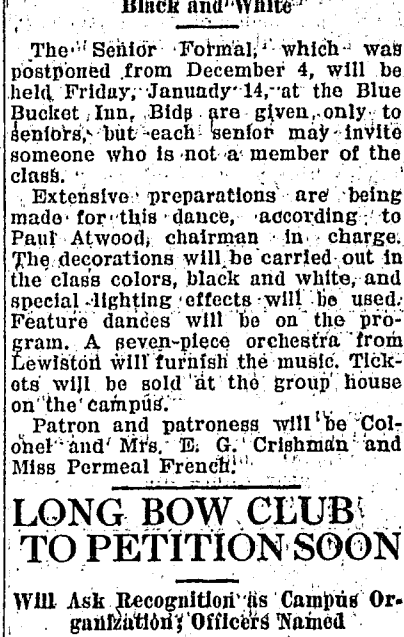 Black and White
The Senior Formal, which was
postponed from December 4, will be
held Friday, Januady 14, at the Blue
Bucket Inn. Bids are given only to
seniors, but each senior may invite
someone who is not a member of the
class.
Extensive preparations are being
made for this dance, according to
Paul Atwood, chairman in charge.
The decorations will be carried out in
the class colors, black and white, and
special lighting effects will be used.
Feature dances will be on the pro-
gram. A seven-piece orchestra from
Lewiston will furnish the music. Tick-
ets will be sold at the group house
on the campus.
Patron and patroness will be Col-
onel and Mrs. E. G. Crishman and
Miss Permeal French.
LONG BOW CLUB
TO PETITION SOON
Will Ask Recognition as Campus Or-
ganization; Officers Named